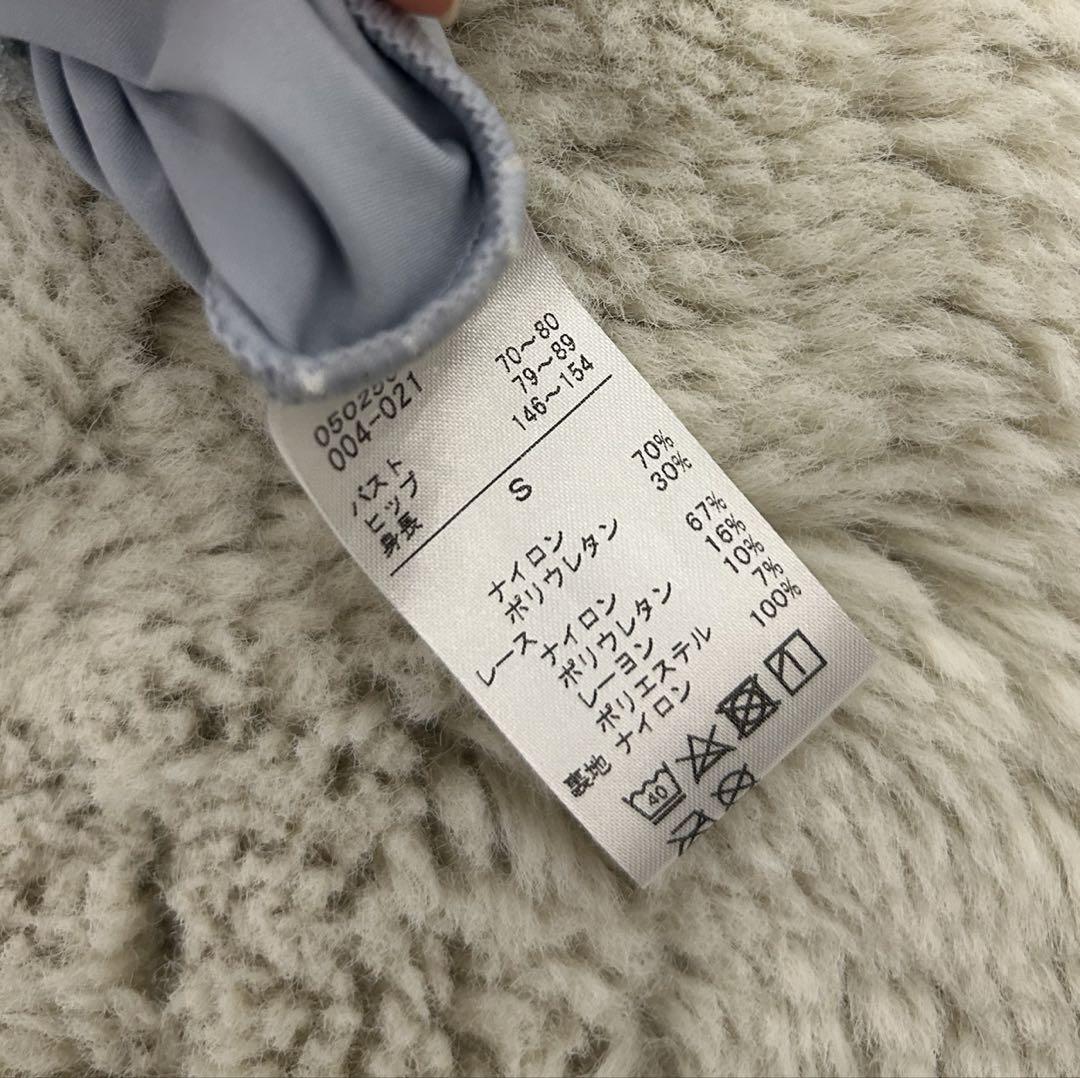 004-021
バスト 70～80
ヒップ 79～89
身長 146～154
S
ナイロン 70%
ポリウレタン 30%
レース ナイロン 67%
ポリウレタン 16%
レーヨン 10%
ポリエステル 7%
裏地 ナイロン 100%
40